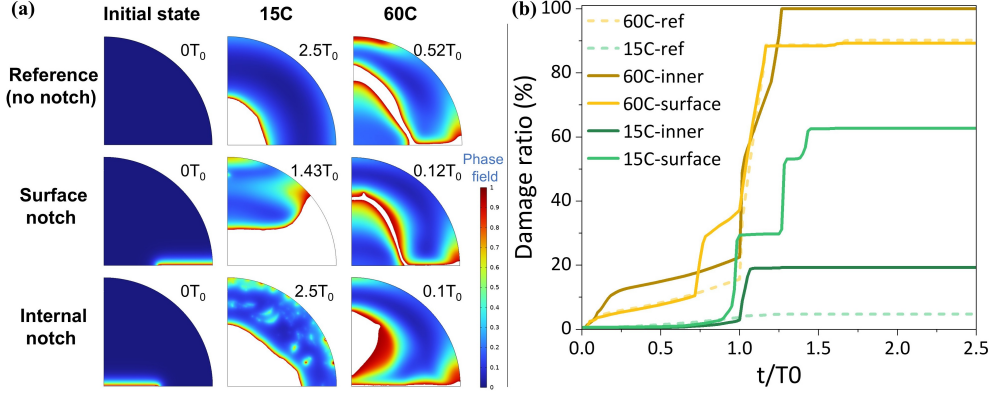 (a)
Initial state 15C 60C
Reference
(no notch)
0T0
2.5T0
0.52T0
Surface
notch
0T0
1.43T0
0.12T0
Internal
notch
0T0
2.5T0
0.1T0
Phase
field
1
0.9
0.8
0.7
0.6
0.5
0.4
0.3
0.2
0.1
0
(b)
Damage ratio (%)
100
80
60
40
20
0
60C-ref
15C-ref
60C-inner
60C-surface
15C-inner
15C-surface
0.0 0.5 1.0 1.5 2.0 2.5
t/T0